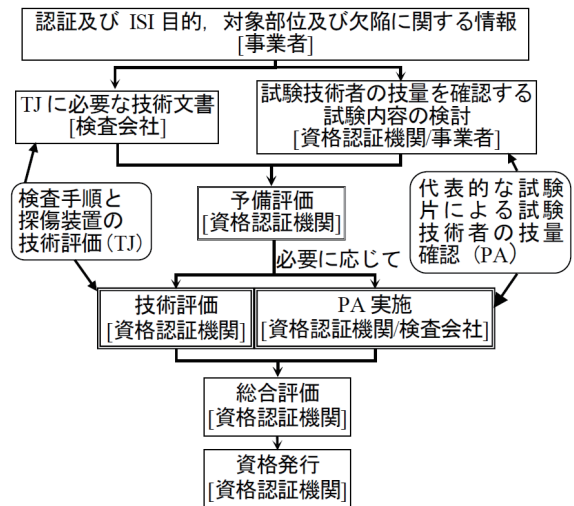 認証及び ISI 目的，対象部位及び欠陥に関する情報
[事業者]
TJ に必要な技術文書
[検査会社]
試験技術者の技量を確認する
試験内容の検討
[資格認証機関/事業者]
検査手順と
探傷装置の
技術評価(TJ)
予備評価
[資格認証機関]
代表的な試験
片による試験
技術者の技量
確認（PA）
必要に応じて
技術評価
[資格認証機関]
PA 実施
[資格認証機関/検査会社]
総合評価
[資格認証機関]
資格発行
[資格認証機関]